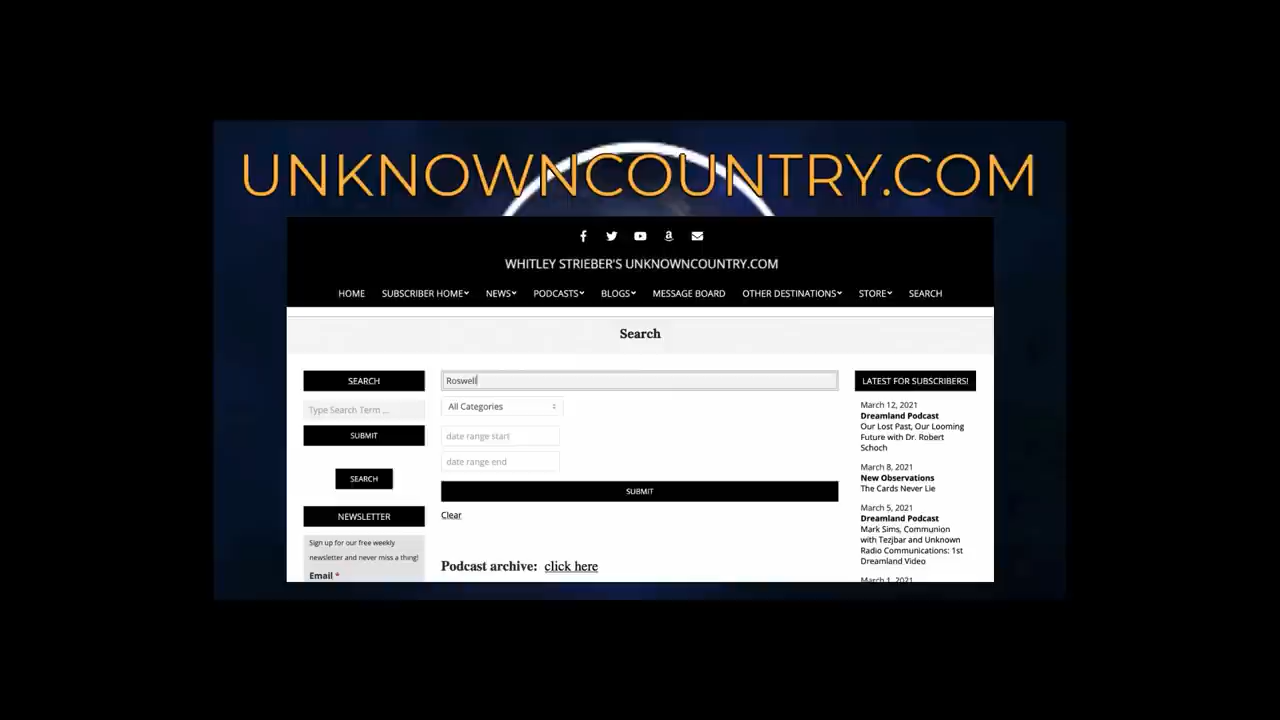 UNKNOWNCOUNTRY.COM
WHITLEY STRIEBER'S UNKNOWNCOUNTRY.COM
HOME SUBSCRIBER HOME NEWS PODCASTS BLOGS MESSAGE BOARD OTHER DESTINATIONS STORE SEARCH
Search
SEARCH
Type Search Term ...
SUBMIT
SEARCH
NEWSLETTER
Sign up for our free weekly
newsletter and never miss a thing!
Email *
Roswell
All Categories
date range start
date range end
SUBMIT
Clear
Podcast archive: click here
LATEST FOR SUBSCRIBERS!
March 12, 2021
Dreamland Podcast
Our Lost Past, Our Looming
Future with Dr. Robert
Schoch
March 8, 2021
New Observations
The Cards Never Lie
March 5, 2021
Dreamland Podcast
Mark Sims, Communion
with Tezjbar and Unknown
Radio Communications: 1st
Dreamland Video
March 1, 2021